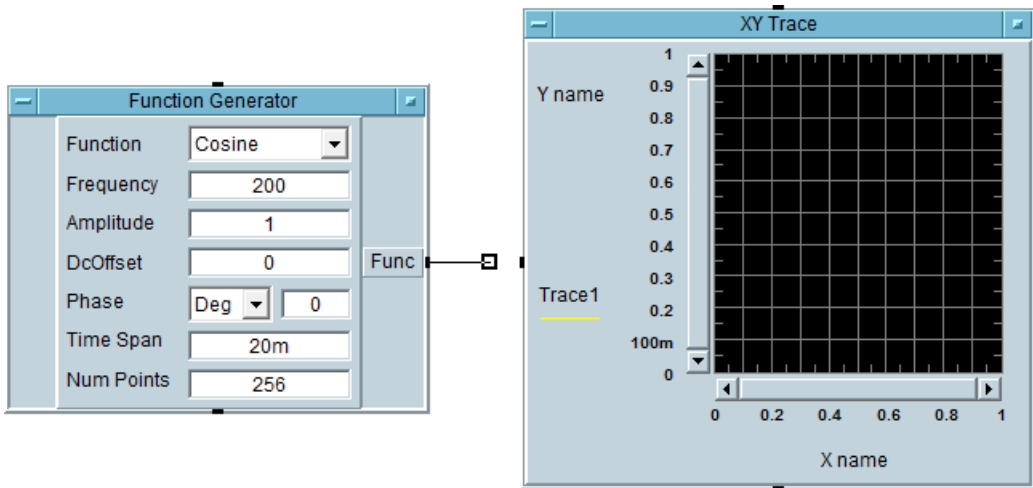 Function Generator
Function Cosine
Frequency 200
Amplitude 1
DcOffset 0
Func
Phase Deg 0
Time Span 20m
Num Points 256
XY Trace
Y name
1
0.9
0.8
0.7
0.6
0.5
0.4
0.3
0.2
100m
0
Trace1
0 0.2 0.4 0.6 0.8 1
X name